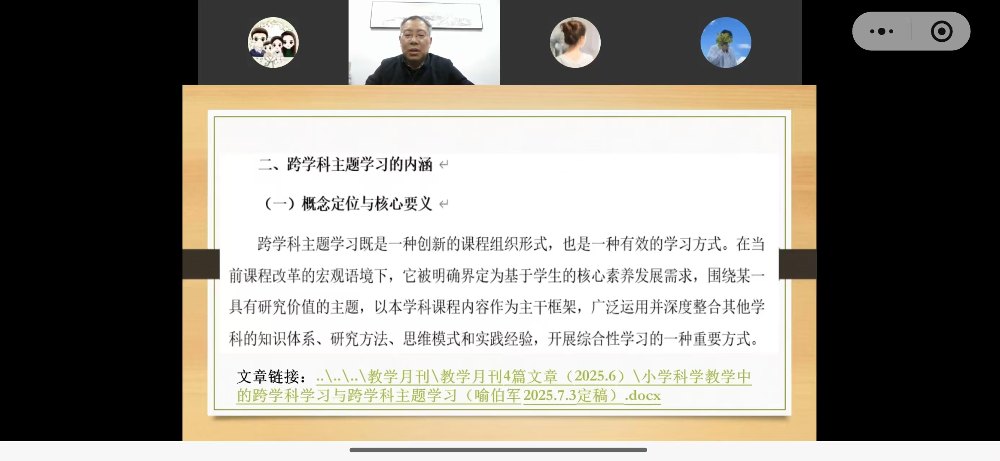 二、跨学科主题学习的内涵 ↵
（一）概念定位与核心要义 ↵
跨学科主题学习既是一种创新的课程组织形式，也是一种有效的学习方式。在当
前课程改革的宏观语境下，它被明确界定为基于学生的核心素养发展需求，围绕某一
具有研究价值的主题，以本学科课程内容作为主干框架，广泛运用并深度整合其他学
科的知识体系、研究方法、思维模式和实践经验，开展综合性学习的一种重要方式。
文章链接：..\..\..\教学月刊\教学月刊4篇文章（2025.6）\小学科学教学中
的跨学科学习与跨学科主题学习（喻伯军2025.7.3定稿）.docx